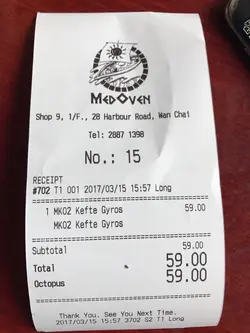 MEDOVEN
Shop 9, 1/F., 28 Harbour Road, Wan Chai
Tel: 2887 1398
No.: 15
RECEIPT
#702 T1 001 2017/03/15 15:57 Long
1 MK02 Kefte Gyros 59.00
MK02 Kefte Gyros
Subtotal 59.00
Total 59.00
Octopus 59.00
Thank You. See You Next Time.
2017/03/15 15:57 3702 S2 T1 Long